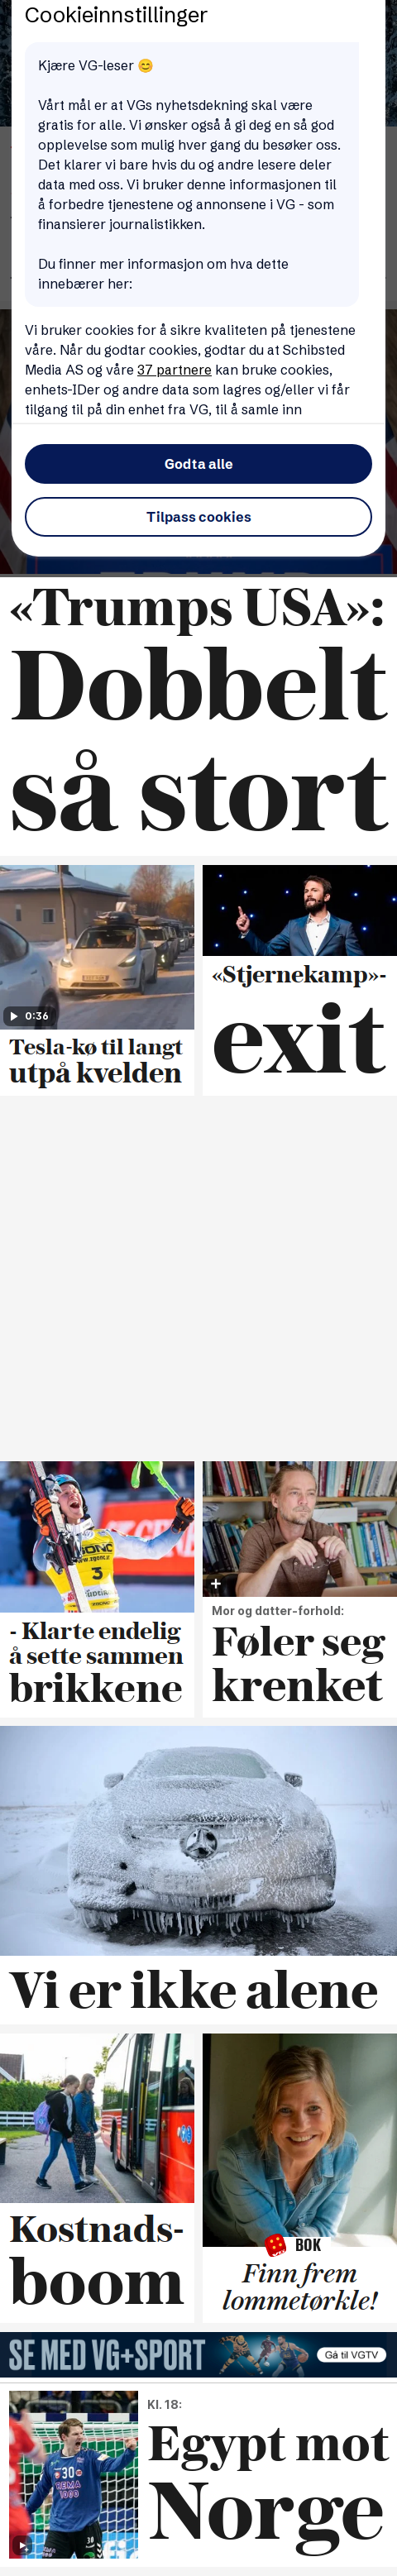 Cookieinnstillinger
Kjære VG-leser 😊
Vårt mål er at VGs nyhetsdekning skal være
gratis for alle. Vi ønsker også å gi deg en så god
opplevelse som mulig hver gang du besøker oss.
Det klarer vi bare hvis du og andre lesere deler
data med oss. Vi bruker denne informasjonen til
å forbedre tjenestene og annonsene i VG - som
finansierer journalistikken.
Du finner mer informasjon om hva dette
innebærer her:
Vi bruker cookies for å sikre kvaliteten på tjenestene
våre. Når du godtar cookies, godtar du at Schibsted
Media AS og våre 37 partnere kan bruke cookies,
enhets-IDer og andre data som lagres og/eller vi får
tilgang til på din enhet fra VG, til å samle inn
Godta alle
Tilpass cookies
«Trumps USA»:
Dobbelt
så stort
0:36
Tesla-kø til langt
utpå kvelden
«Stjernekamp»-
exit
3
- Klarte endelig
å sette sammen
brikkene
Mor og datter-forhold:
Føler seg
krenket
Vi er ikke alene
Kostnads-
boom
BOK
Finn frem
lommetørkle!
SE MED VG+SPORT
Gå til VGTV
Kl. 18:
Egypt mot
Norge
30
REMA
1000
30